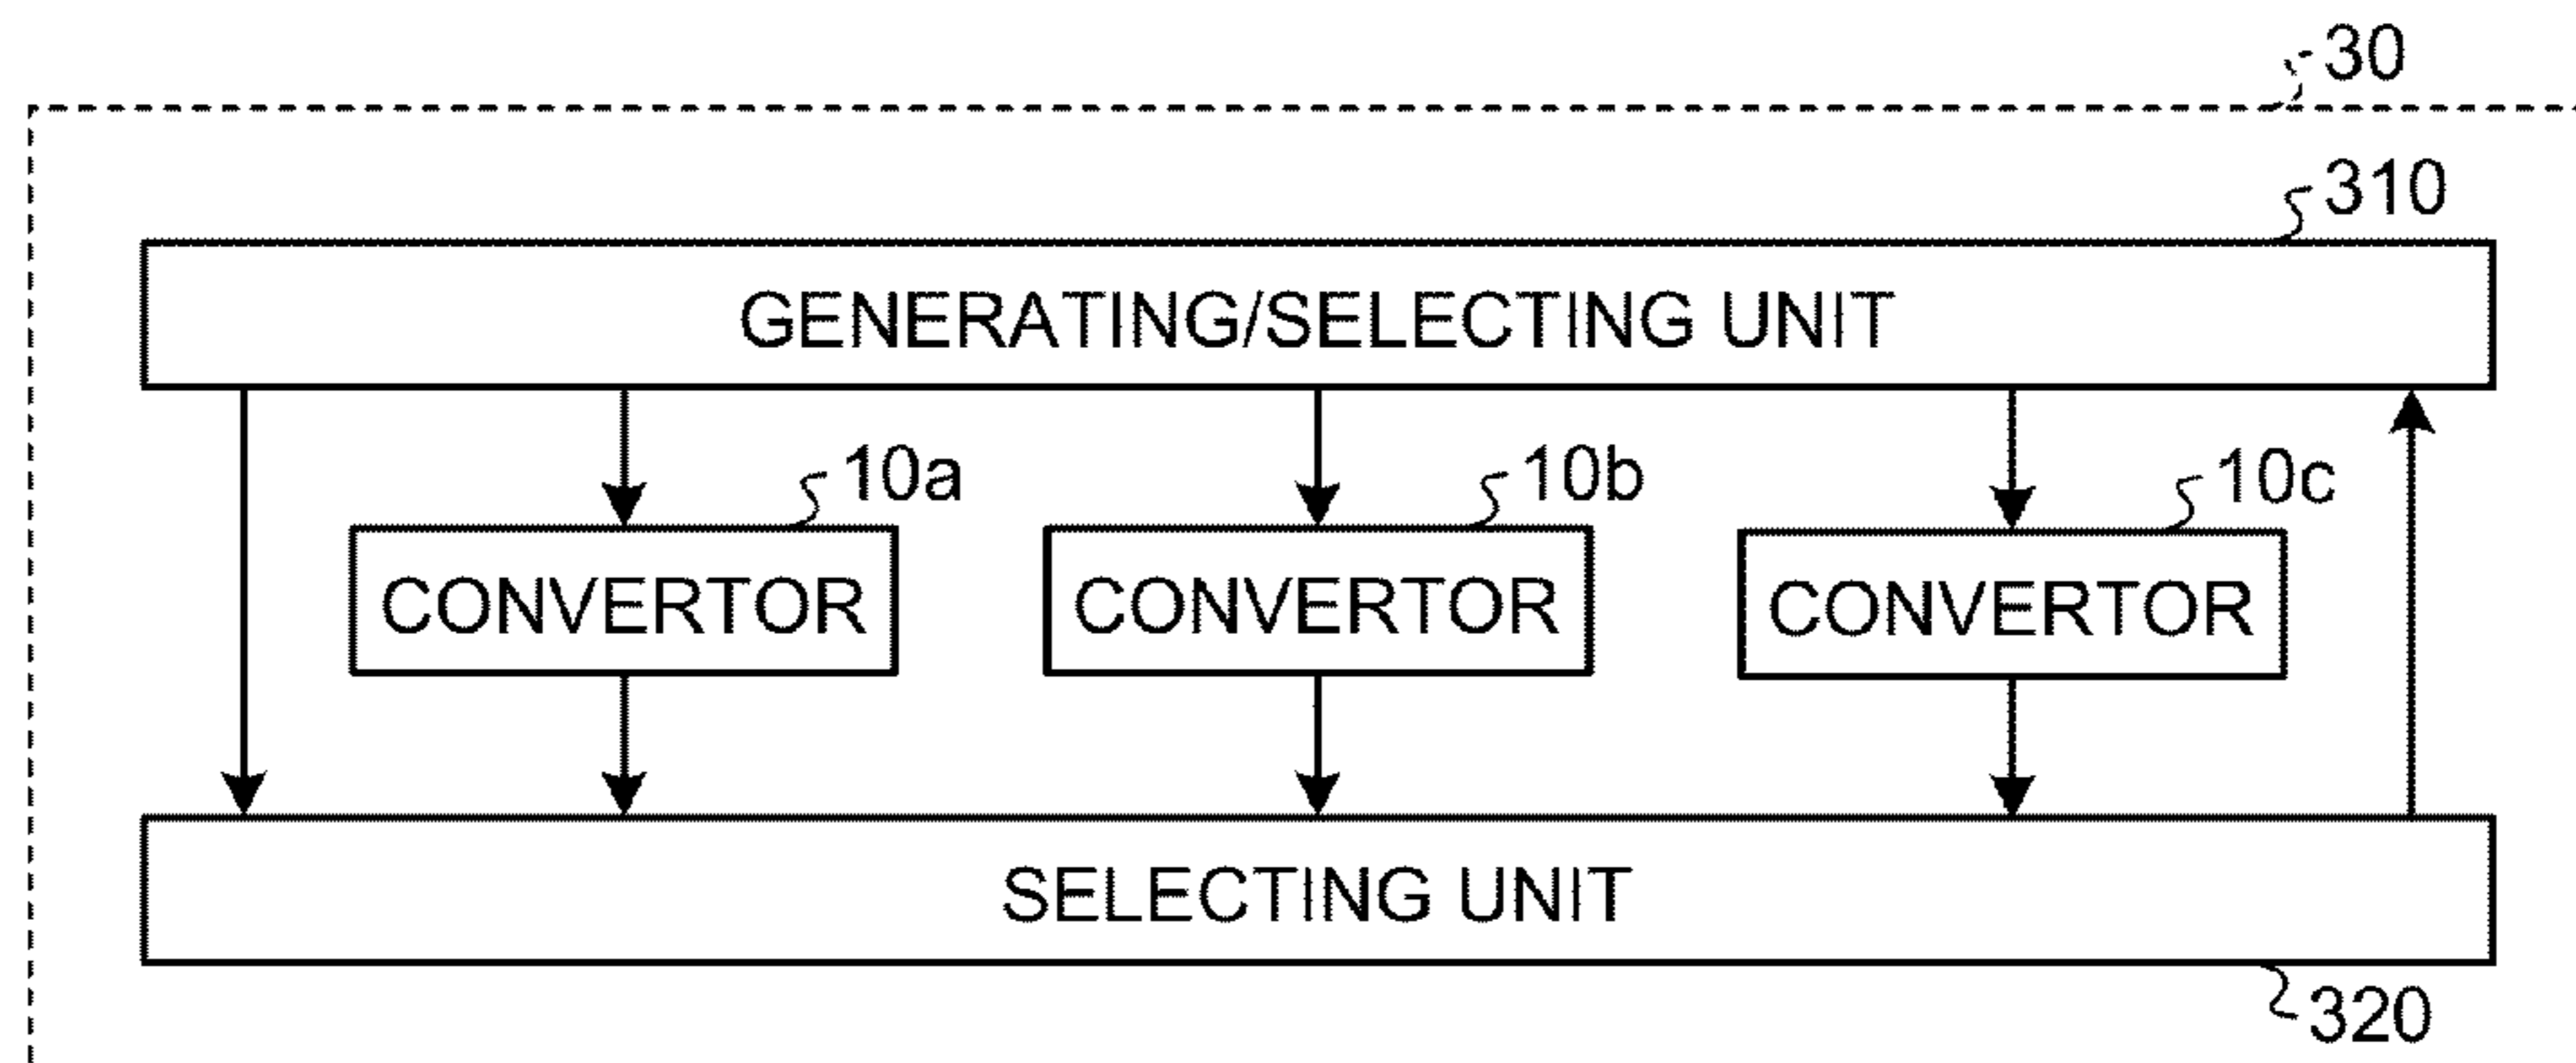 30
310
GENERATING/SELECTING UNIT
10a
10b
10c
CONVERTOR
CONVERTOR
CONVERTOR
SELECTING UNIT
320